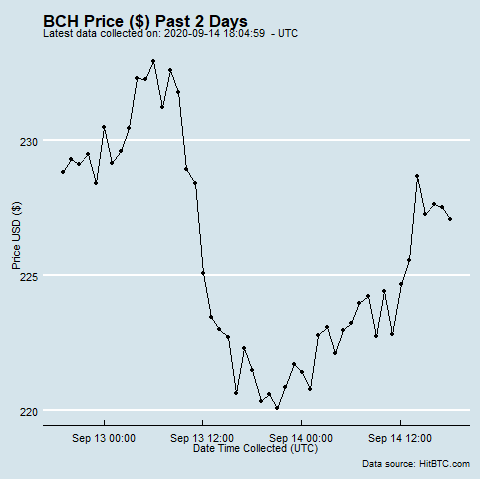 BCH Price ($) Past 2 Days
Latest data collected on: 2020-09-14 18:04:59  - UTC
Price USD ($)
230
225
220
Sep 13 00:00
Sep 13 12:00
Sep 14 00:00
Sep 14 12:00
Date Time Collected (UTC)
Data source: HitBTC.com